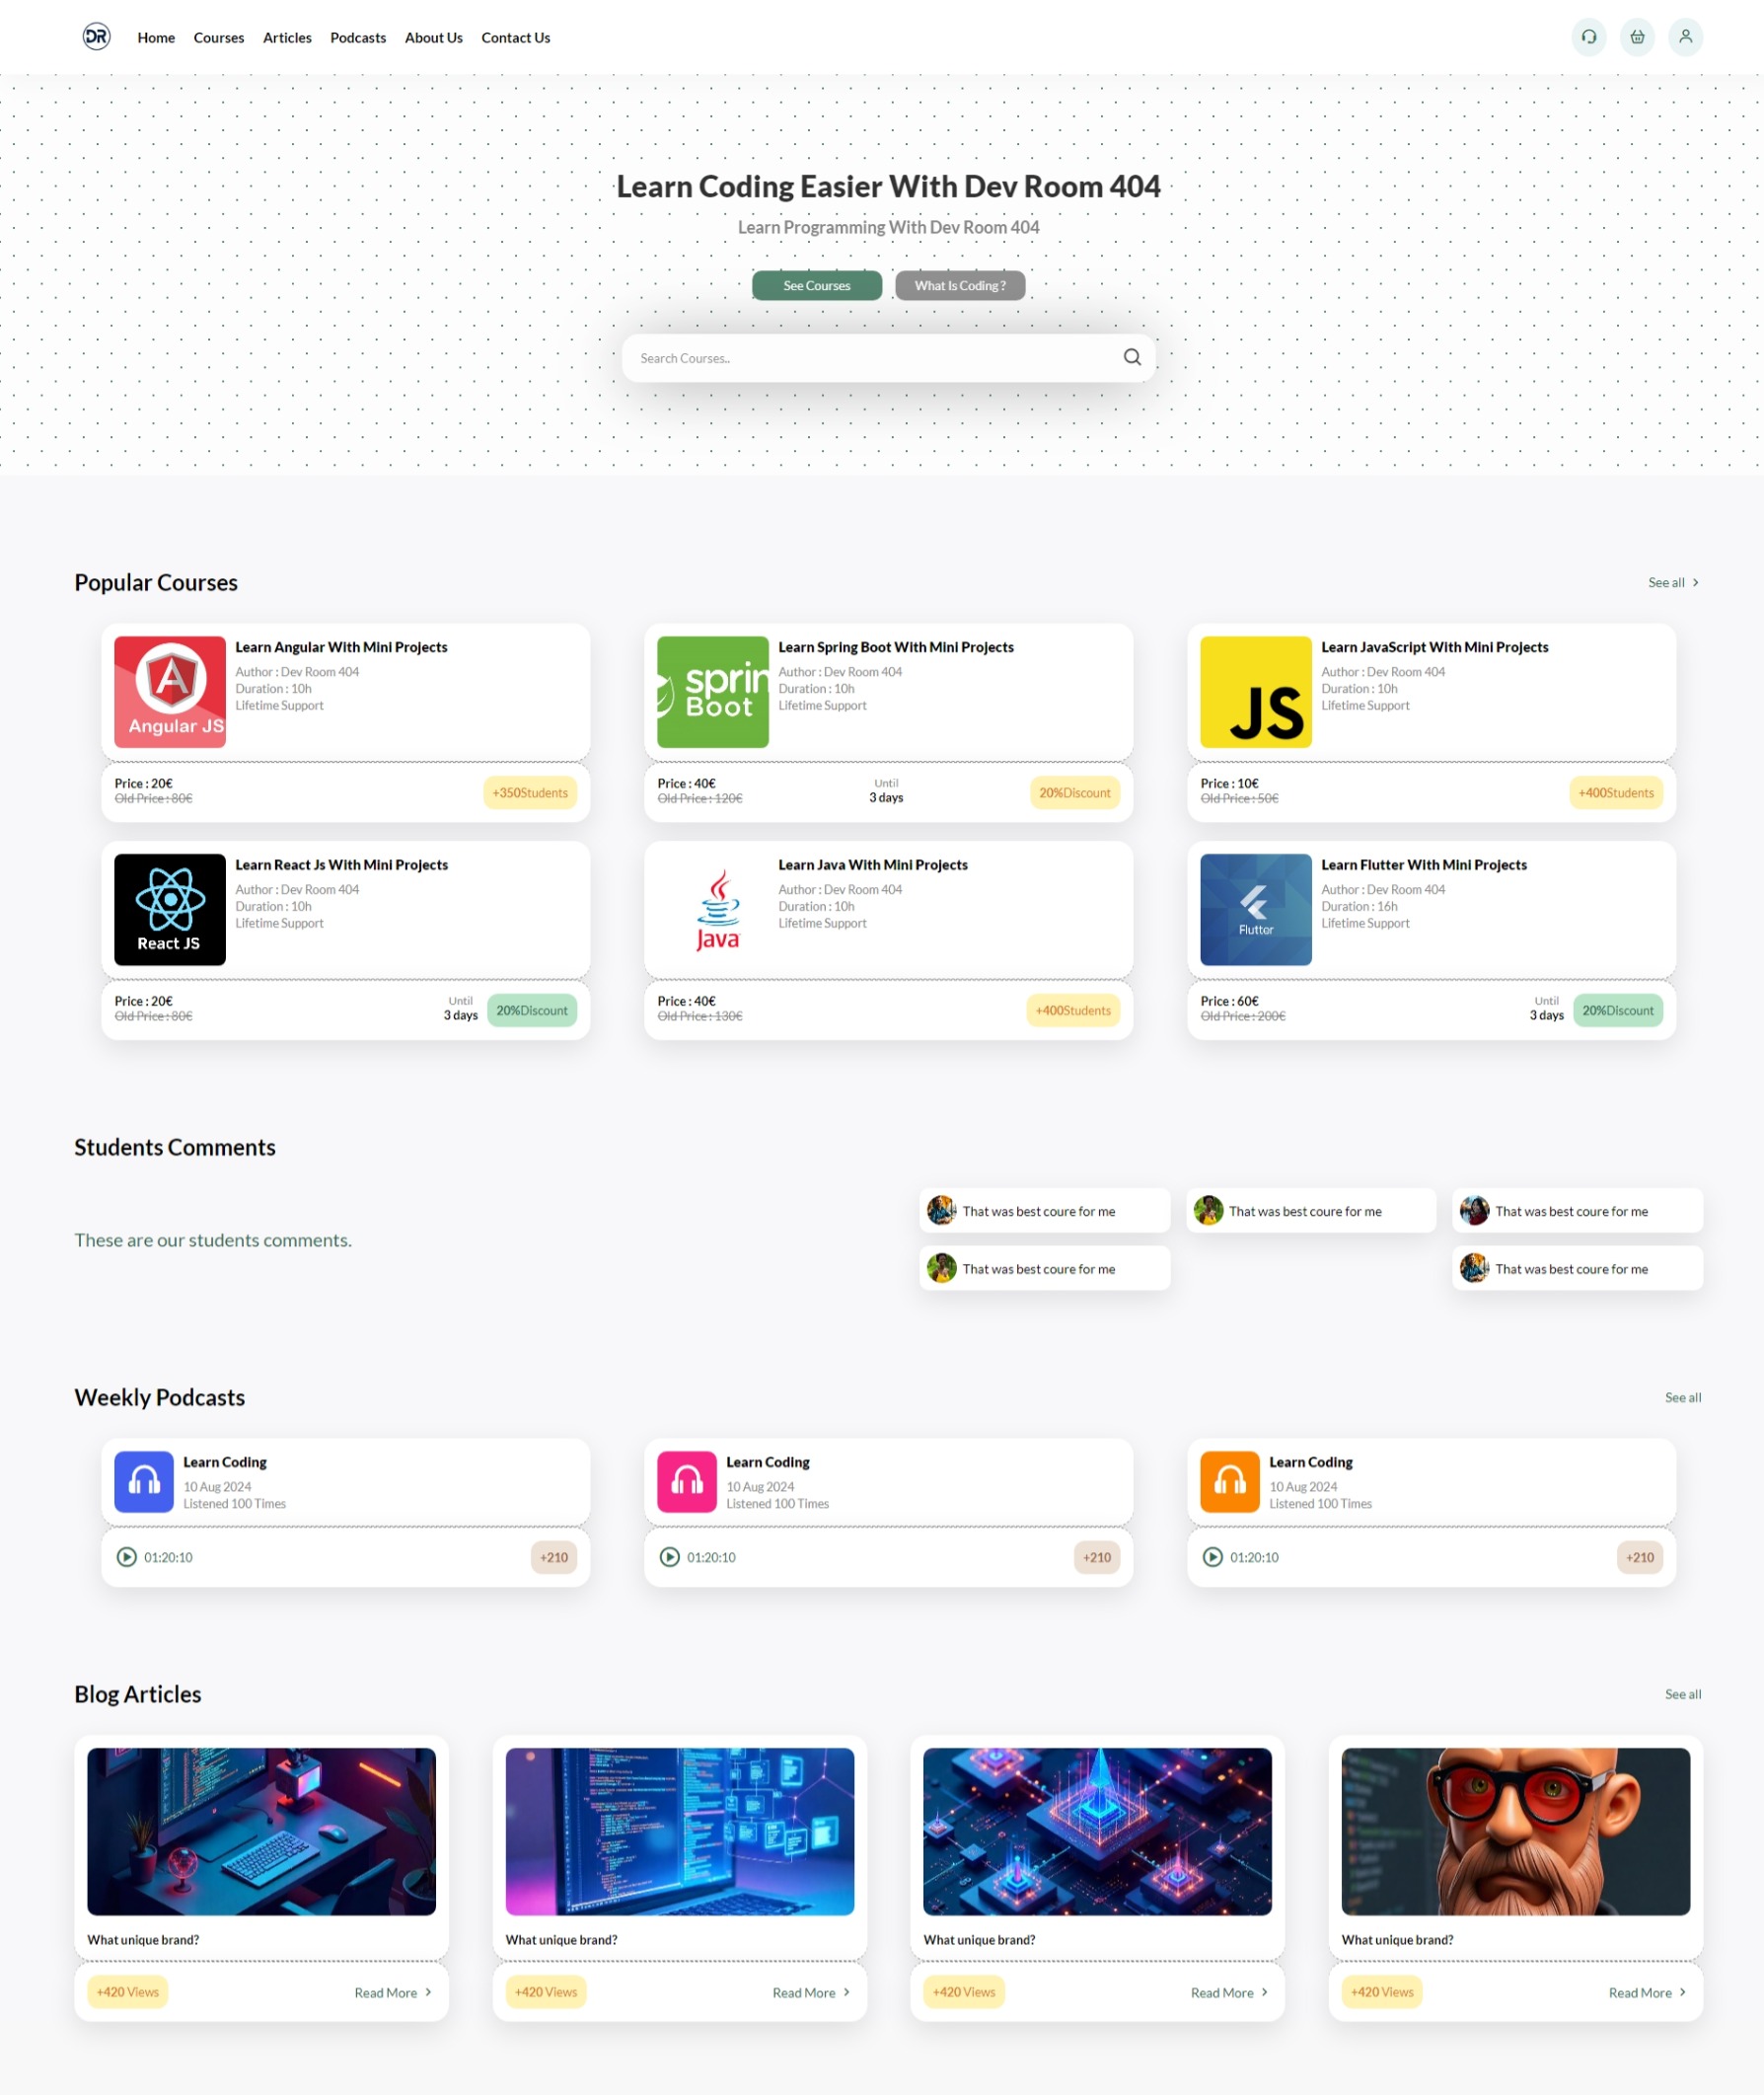 DR
Home Courses Articles Podcasts About Us Contact Us
Learn Coding Easier With Dev Room 404
Learn Programming With Dev Room 404
See Courses What Is Coding ?
Search Courses..
Popular Courses
See all
Angular JS
Learn Angular With Mini Projects
Author : Dev Room 404
Duration : 10h
Lifetime Support
Price : 20€
Old Price : 80€
+350Students
sprin
Boot
Learn Spring Boot With Mini Projects
Author : Dev Room 404
Duration : 10h
Lifetime Support
Price : 40€
Old Price : 120€
Until
3 days
20%Discount
JS
Learn JavaScript With Mini Projects
Author : Dev Room 404
Duration : 10h
Lifetime Support
Price : 10€
Old Price : 50€
+400Students
React JS
Learn React Js With Mini Projects
Author : Dev Room 404
Duration : 10h
Lifetime Support
Price : 20€
Old Price : 80€
Until
3 days
20%Discount
Java
Learn Java With Mini Projects
Author : Dev Room 404
Duration : 10h
Lifetime Support
Price : 40€
Old Price : 130€
+400Students
Flutter
Learn Flutter With Mini Projects
Author : Dev Room 404
Duration : 16h
Lifetime Support
Price : 60€
Old Price : 200€
Until
3 days
20%Discount
Students Comments
These are our students comments.
That was best coure for me
That was best coure for me
That was best coure for me
That was best coure for me
That was best coure for me
Weekly Podcasts
See all
Learn Coding
10 Aug 2024
Listened 100 Times
01:20:10
+210
Learn Coding
10 Aug 2024
Listened 100 Times
01:20:10
+210
Learn Coding
10 Aug 2024
Listened 100 Times
01:20:10
+210
Blog Articles
See all
What unique brand?
+420 Views
Read More
What unique brand?
+420 Views
Read More
What unique brand?
+420 Views
Read More
What unique brand?
+420 Views
Read More